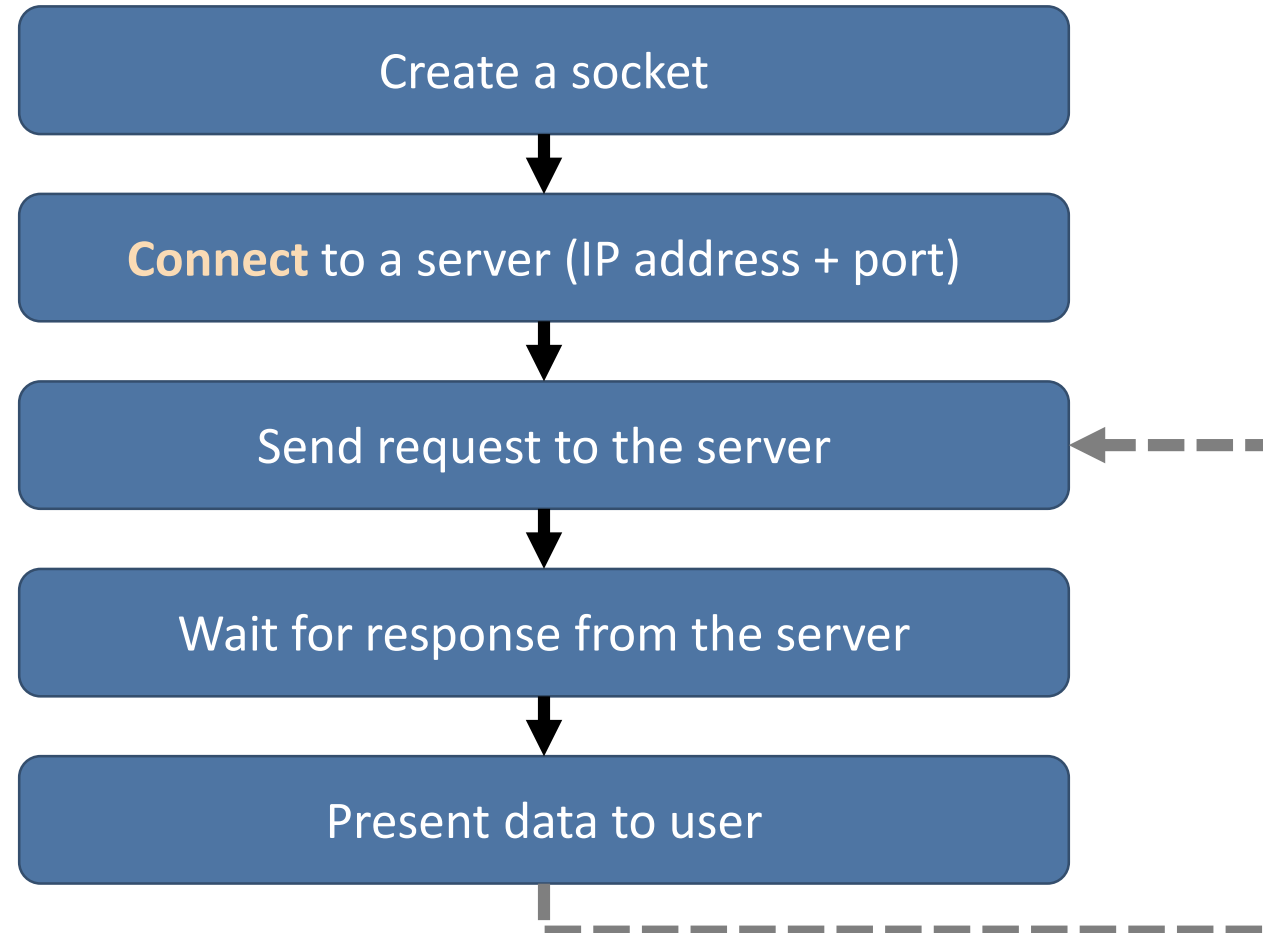 Create a socket
Connect to a server (IP address + port)
Send request to the server
Wait for response from the server
Present data to user